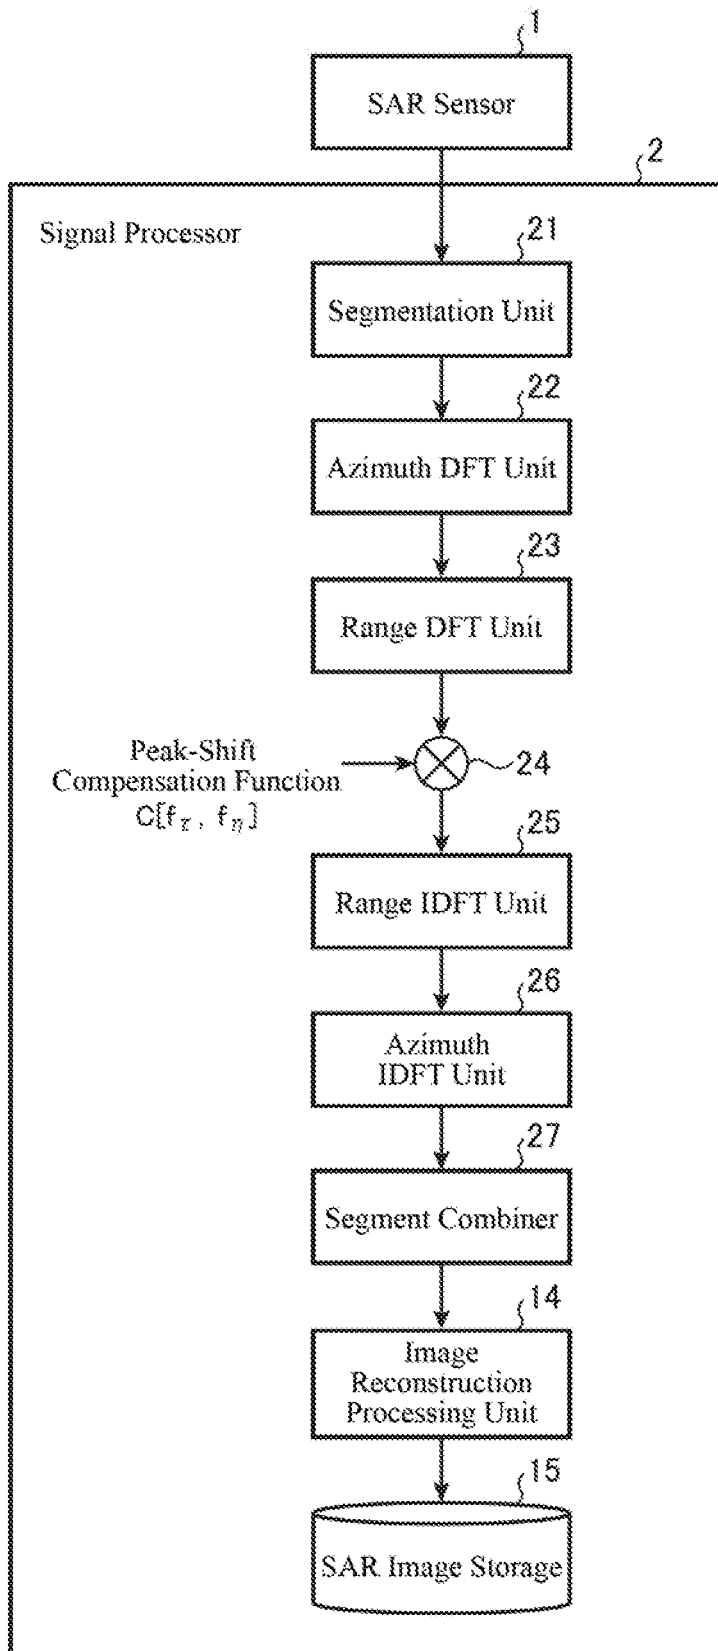 1
SAR Sensor
2
Signal Processor
21
Segmentation Unit
22
Azimuth DFT Unit
23
Range DFT Unit
Peak-Shift
Compensation Function
C[fτ, fη]
24
25
Range IDFT Unit
26
Azimuth
IDFT Unit
27
Segment Combiner
14
Image
Reconstruction
Processing Unit
15
SAR Image Storage